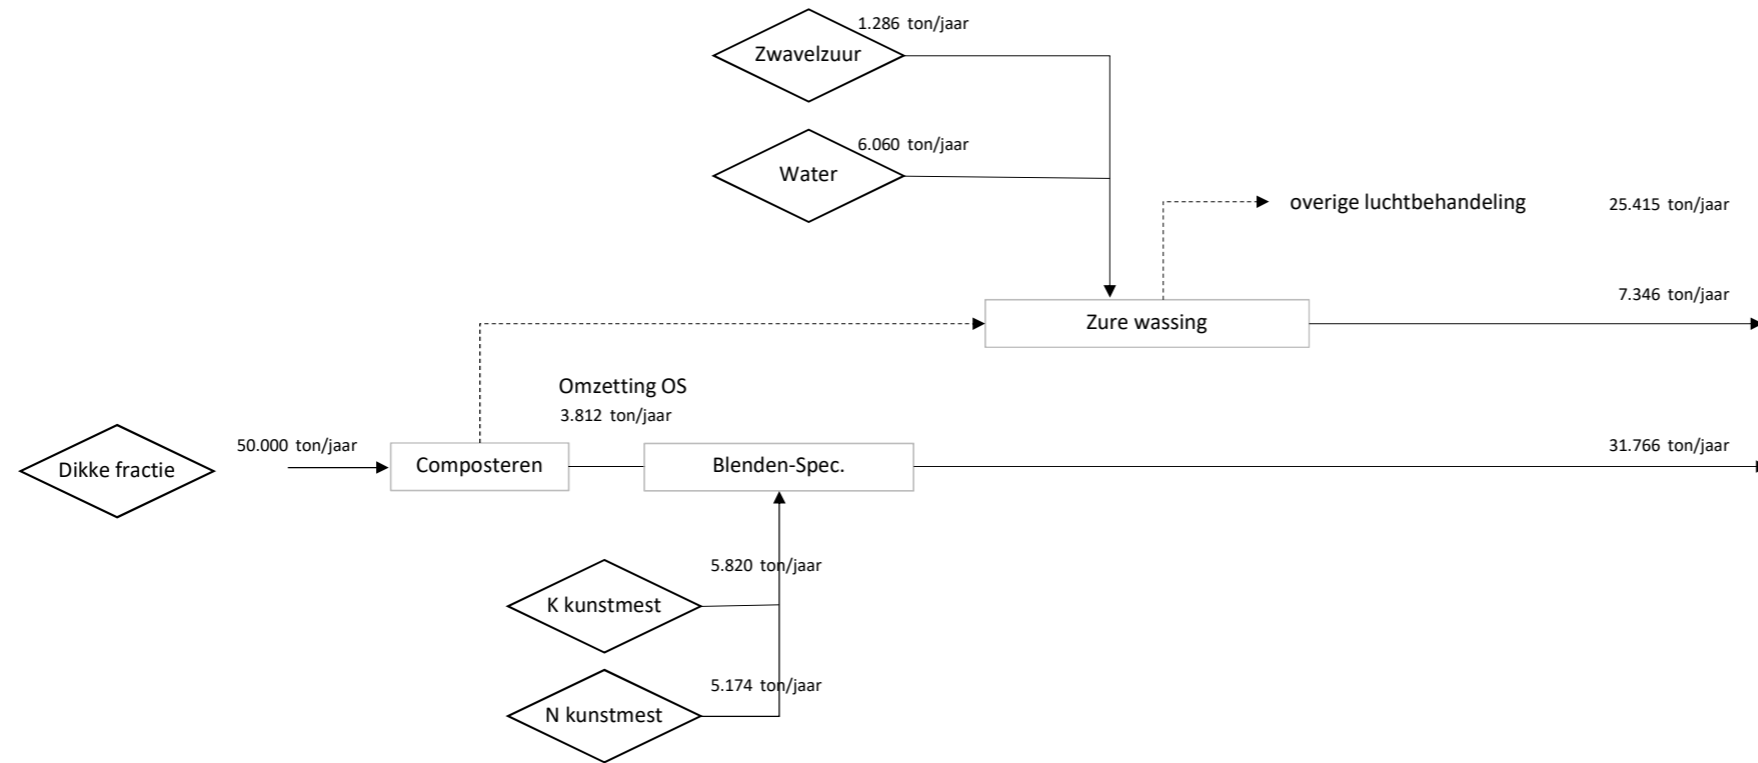 1.286 ton/jaar
Zwavelzuur
6.060 ton/jaar
Water
overige luchtbehandeling
25.415 ton/jaar
7.346 ton/jaar
Zure wassing
Omzetting OS
3.812 ton/jaar
50.000 ton/jaar
31.766 ton/jaar
Dikke fractie
Composteren
Blenden-Spec.
5.820 ton/jaar
K kunstmest
5.174 ton/jaar
N kunstmest